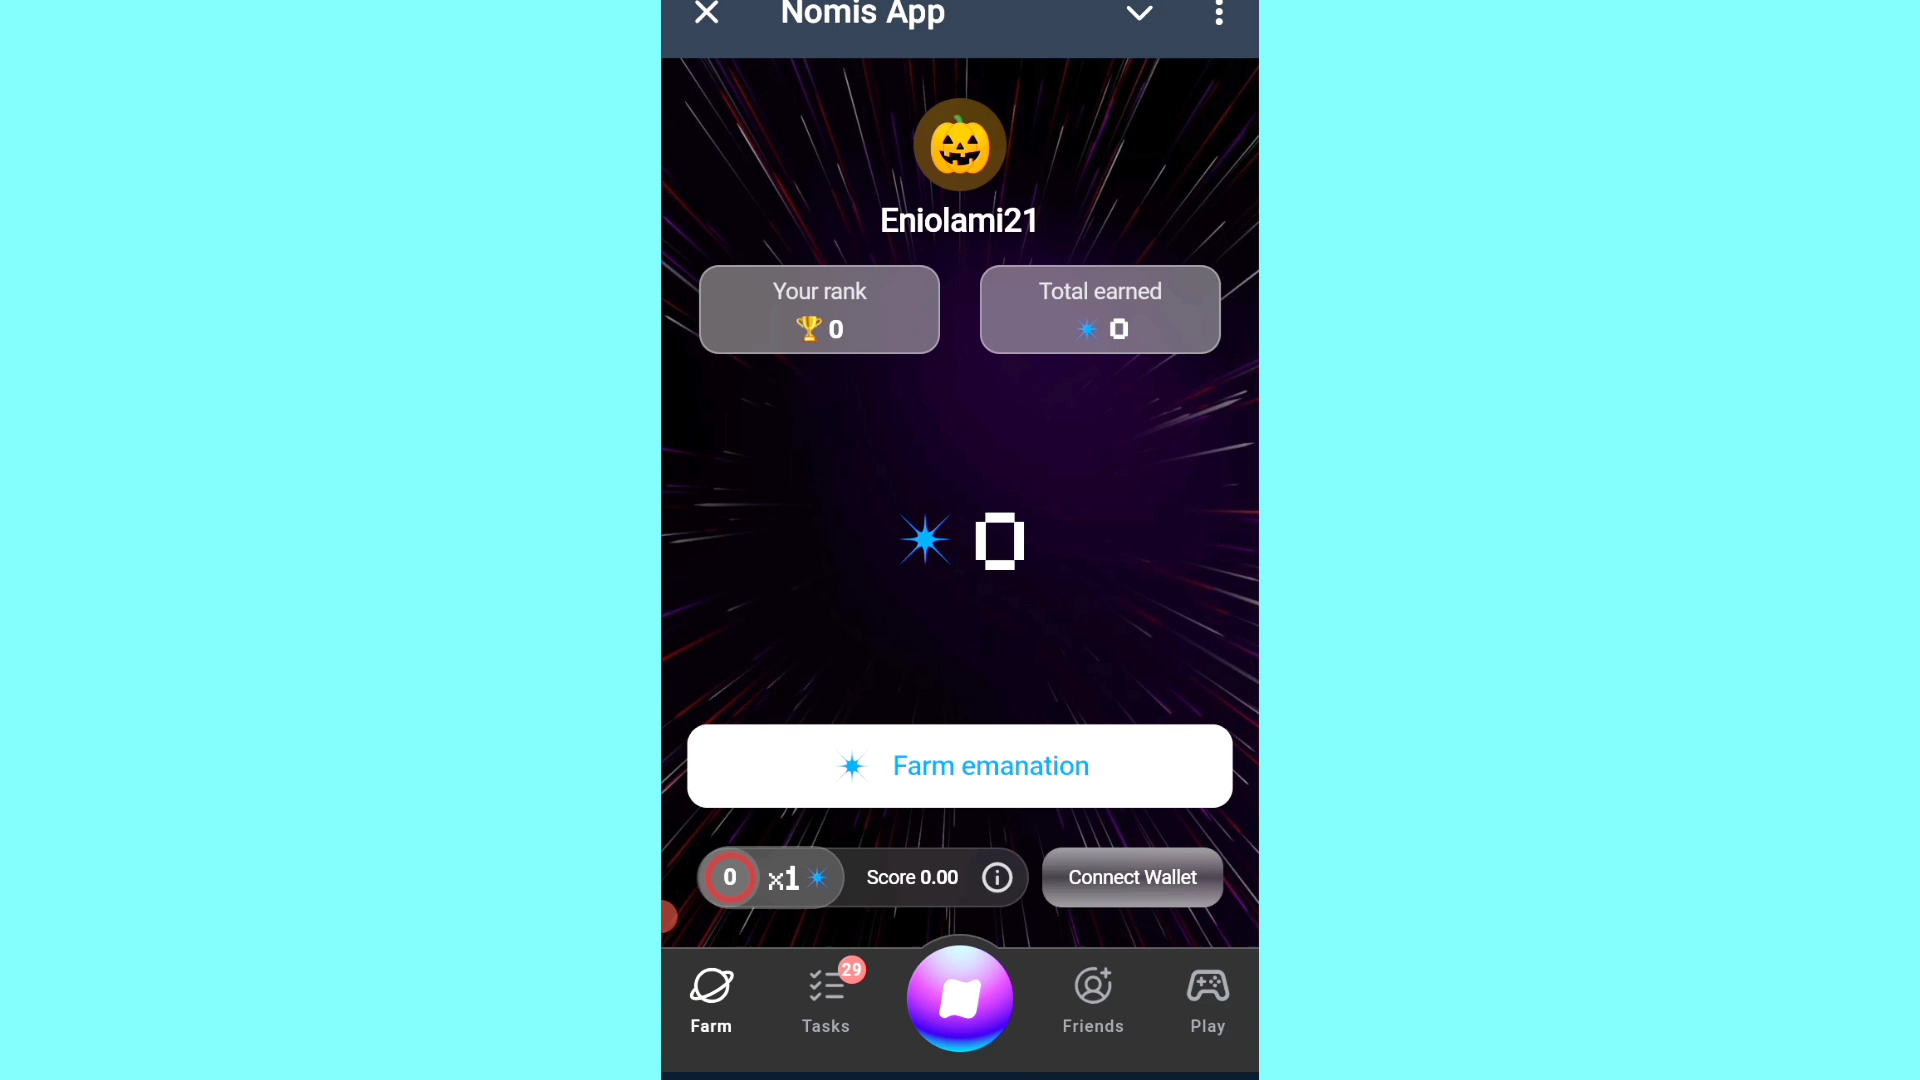 Nomis App
Eniolami21
Your rank
0
Total earned
0
0
Farm emanation
0 x1 Score 0.00 Connect Wallet
29
Farm Tasks Friends Play